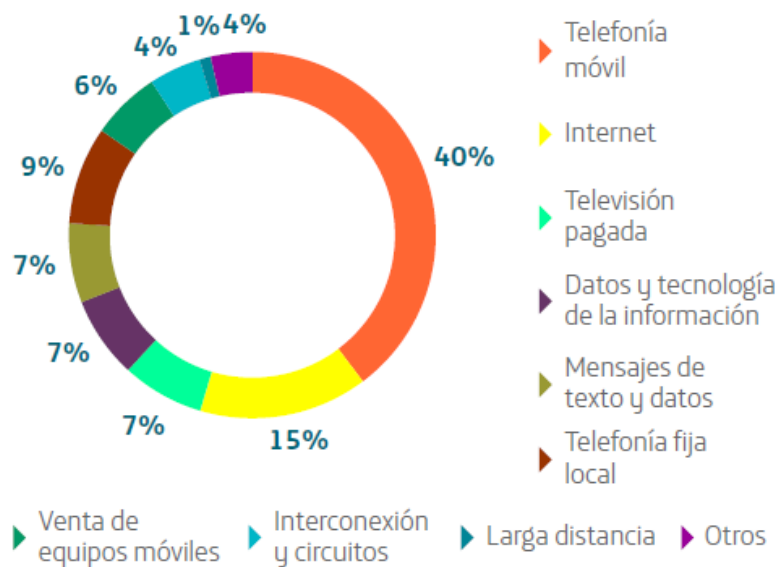 1% 4%
4%
6%
9%
7%
7%
7%
15%
40%
Telefonía
móvil
Internet
Televisión
pagada
Datos y tecnología
de la información
Mensajes de
texto y datos
Telefonía fija
local
Venta de
equipos móviles
Interconexión
y circuitos
Larga distancia
Otros